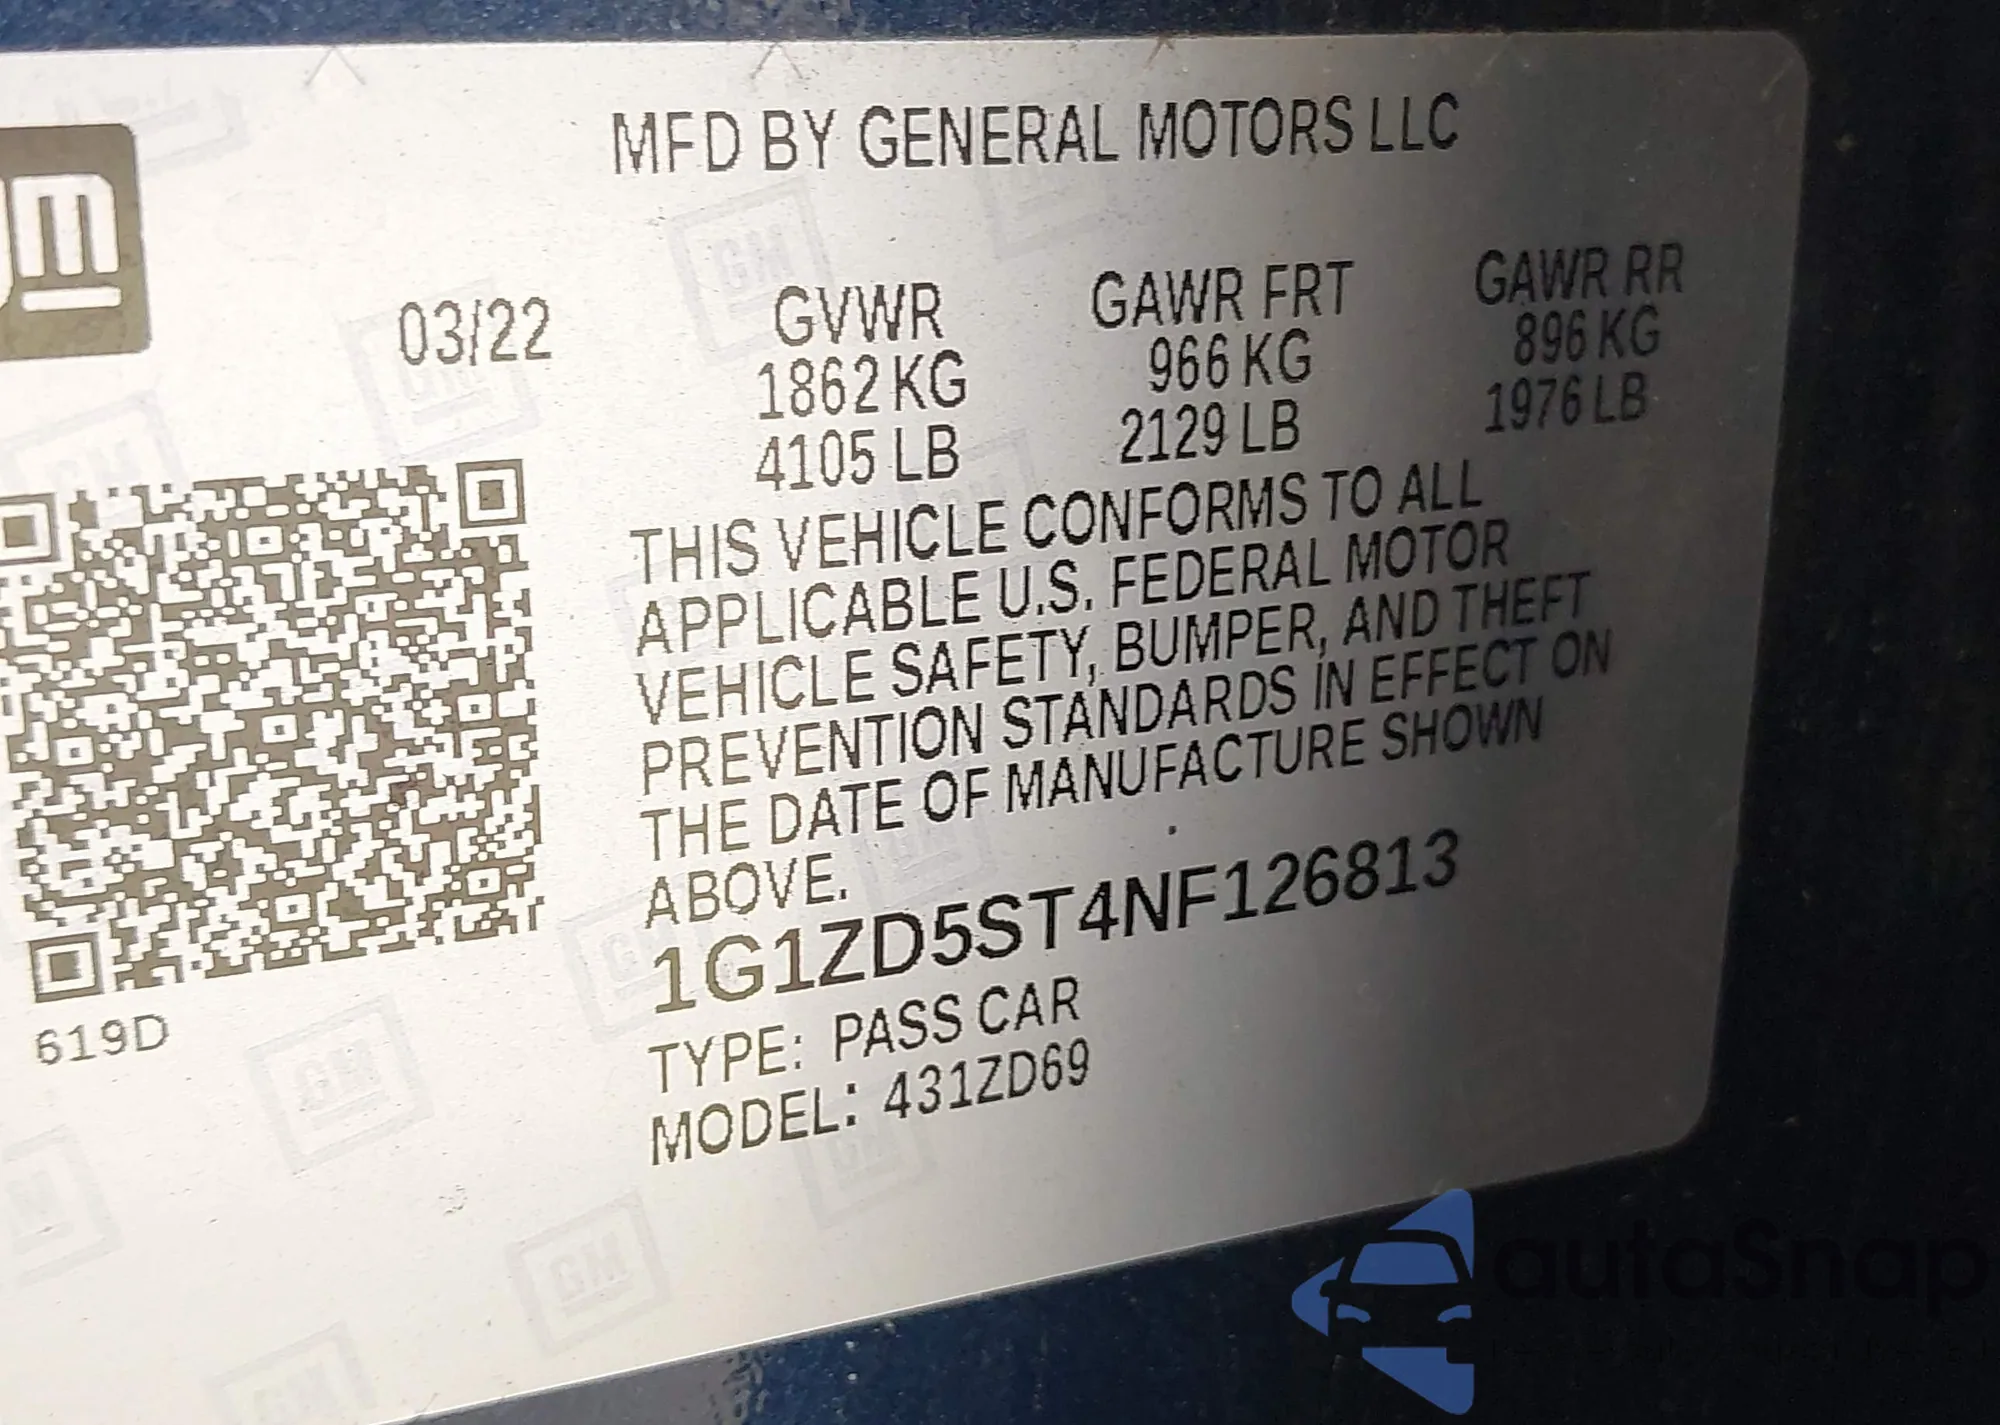 MFD BY GENERAL MOTORS LLC
GM
03/22
GVWR GAWR FRT GAWR RR
1862 KG 966 KG 896 KG
4105 LB 2129 LB 1976 LB
THIS VEHICLE CONFORMS TO ALL
APPLICABLE U.S. FEDERAL MOTOR
VEHICLE SAFETY, BUMPER, AND THEFT
PREVENTION STANDARDS IN EFFECT ON
THE DATE OF MANUFACTURE SHOWN
ABOVE.
1G1ZD5ST4NF126813
619D
TYPE: PASS CAR
MODEL: 431ZD69
GM
autoSnap